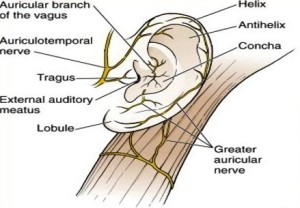 Auricular branch
of the vagus
Auriculotemporal
nerve
Tragus
External auditory
meatus
Lobule
Helix
Antihelix
Concha
Greater
auricular
nerve